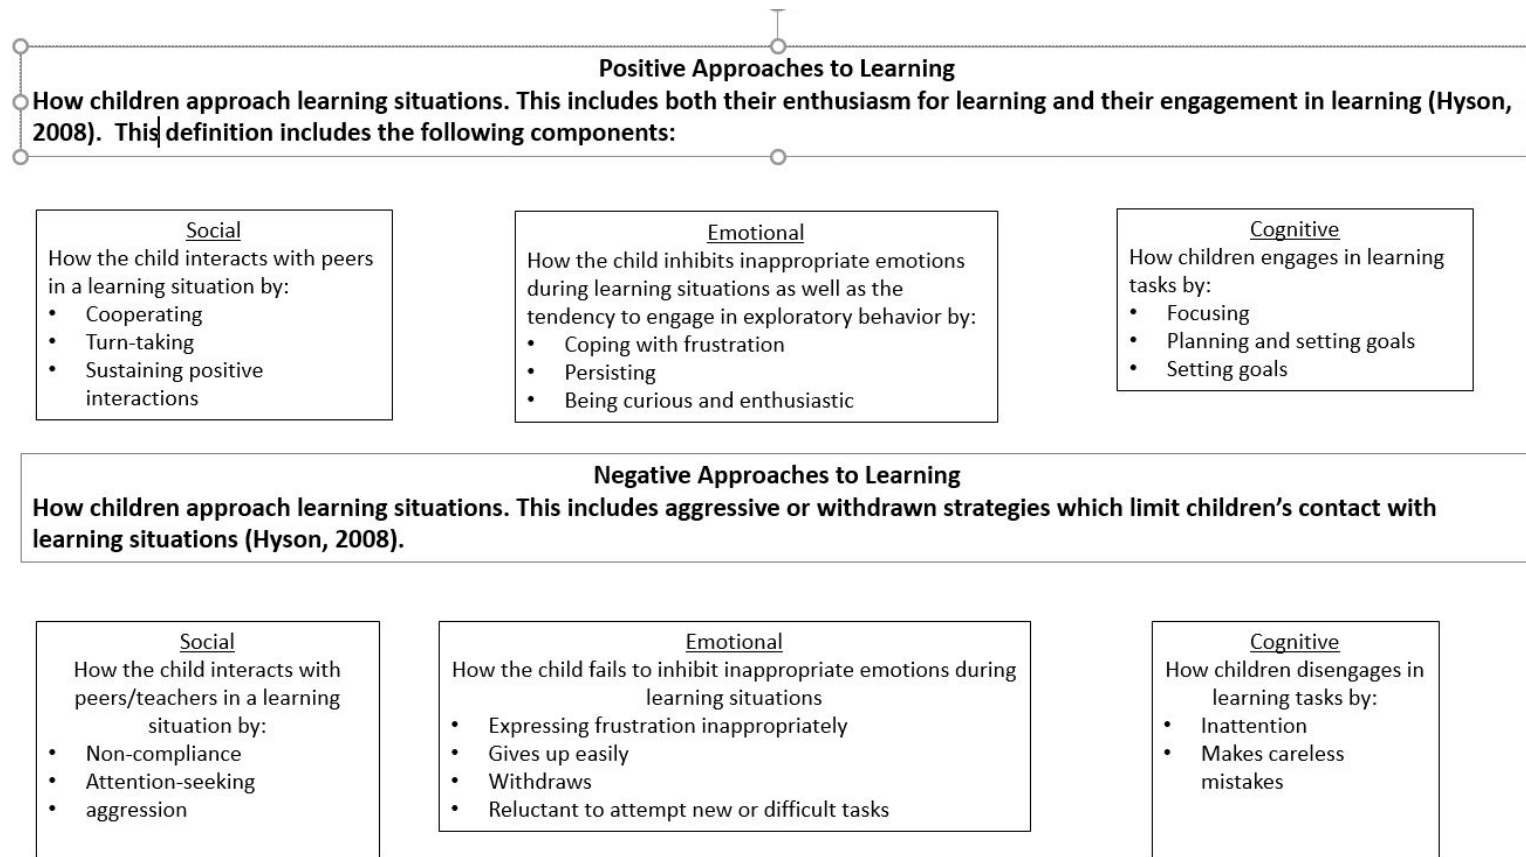 Positive Approaches to Learning
How children approach learning situations. This includes both their enthusiasm for learning and their engagement in learning (Hyson,
2008).  This definition includes the following components:
Social
How the child interacts with peers
in a learning situation by:
• Cooperating
• Turn-taking
• Sustaining positive
interactions
Emotional
How the child inhibits inappropriate emotions
during learning situations as well as the
tendency to engage in exploratory behavior by:
• Coping with frustration
• Persisting
• Being curious and enthusiastic
Cognitive
How children engages in learning
tasks by:
• Focusing
• Planning and setting goals
• Setting goals
Negative Approaches to Learning
How children approach learning situations. This includes aggressive or withdrawn strategies which limit children’s contact with
learning situations (Hyson, 2008).
Social
How the child interacts with
peers/teachers in a learning
situation by:
• Non-compliance
• Attention-seeking
• aggression
Emotional
How the child fails to inhibit inappropriate emotions during
learning situations
• Expressing frustration inappropriately
• Gives up easily
• Withdraws
• Reluctant to attempt new or difficult tasks
Cognitive
How children disengages in
learning tasks by:
• Inattention
• Makes careless
mistakes